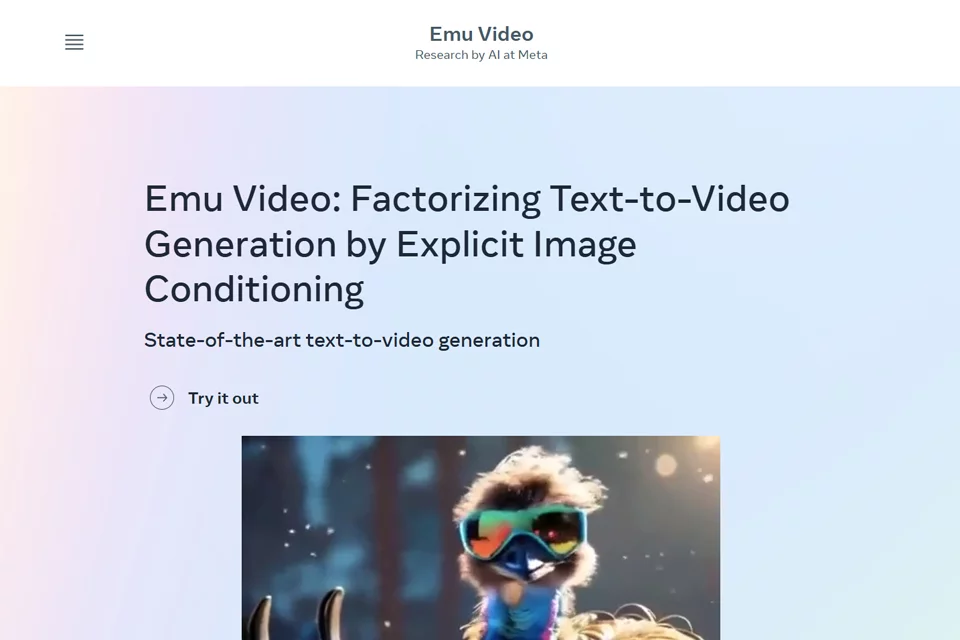 Emu Video
Research by AI at Meta
Emu Video: Factorizing Text-to-Video
Generation by Explicit Image
Conditioning
State-of-the-art text-to-video generation
Try it out